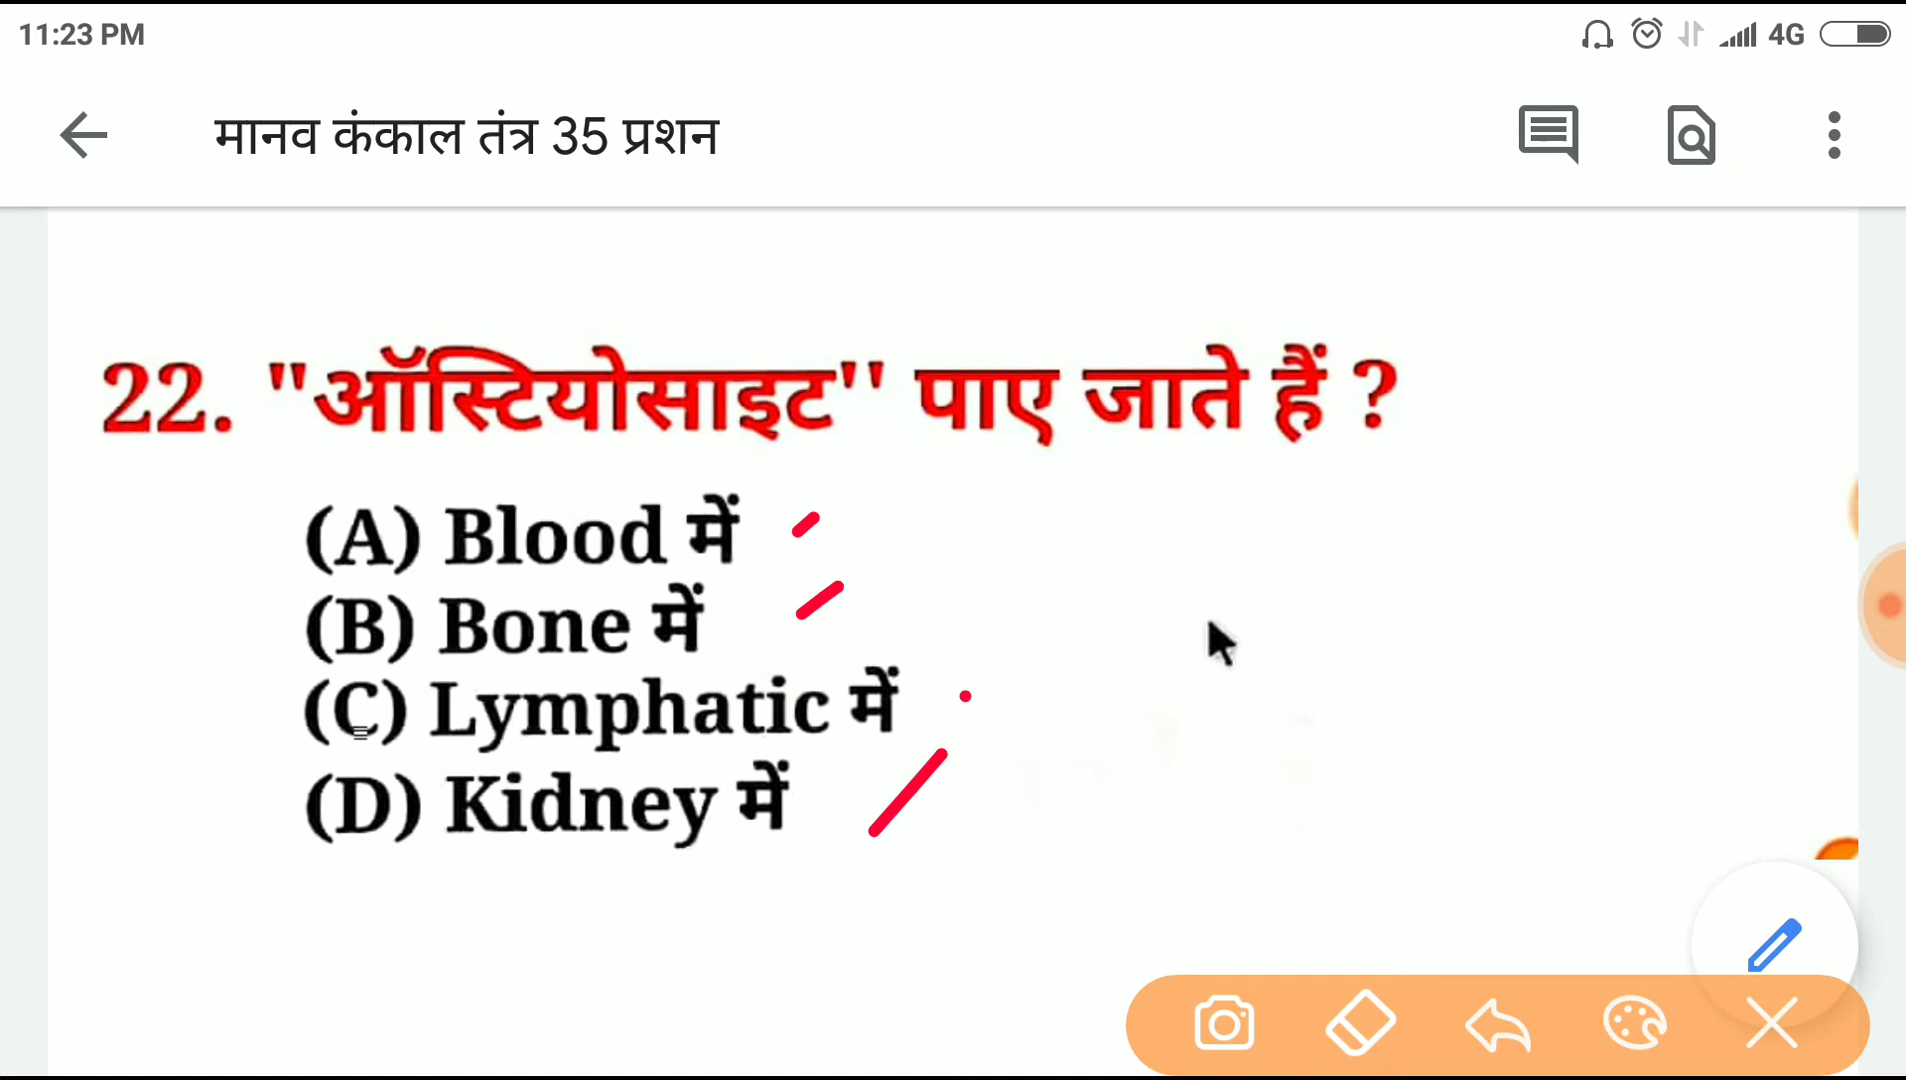 11:23 PM 4G
मानव कंकाल तंत्र 35 प्रशन
22. "ऑस्टियोसाइट'' पाए जाते हैं ?
(A) Blood में
(B) Bone में
(C) Lymphatic में
(D) Kidney में